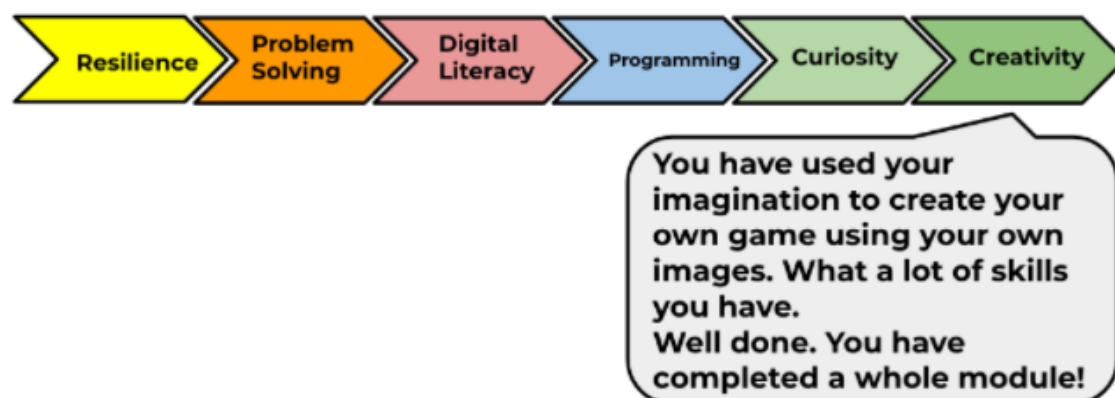 Resilience
Problem
Solving
Digital
Literacy
Programming
Curiosity
Creativity
You have used your
imagination to create your
own game using your own
images. What a lot of skills
you have.
Well done. You have
completed a whole module!